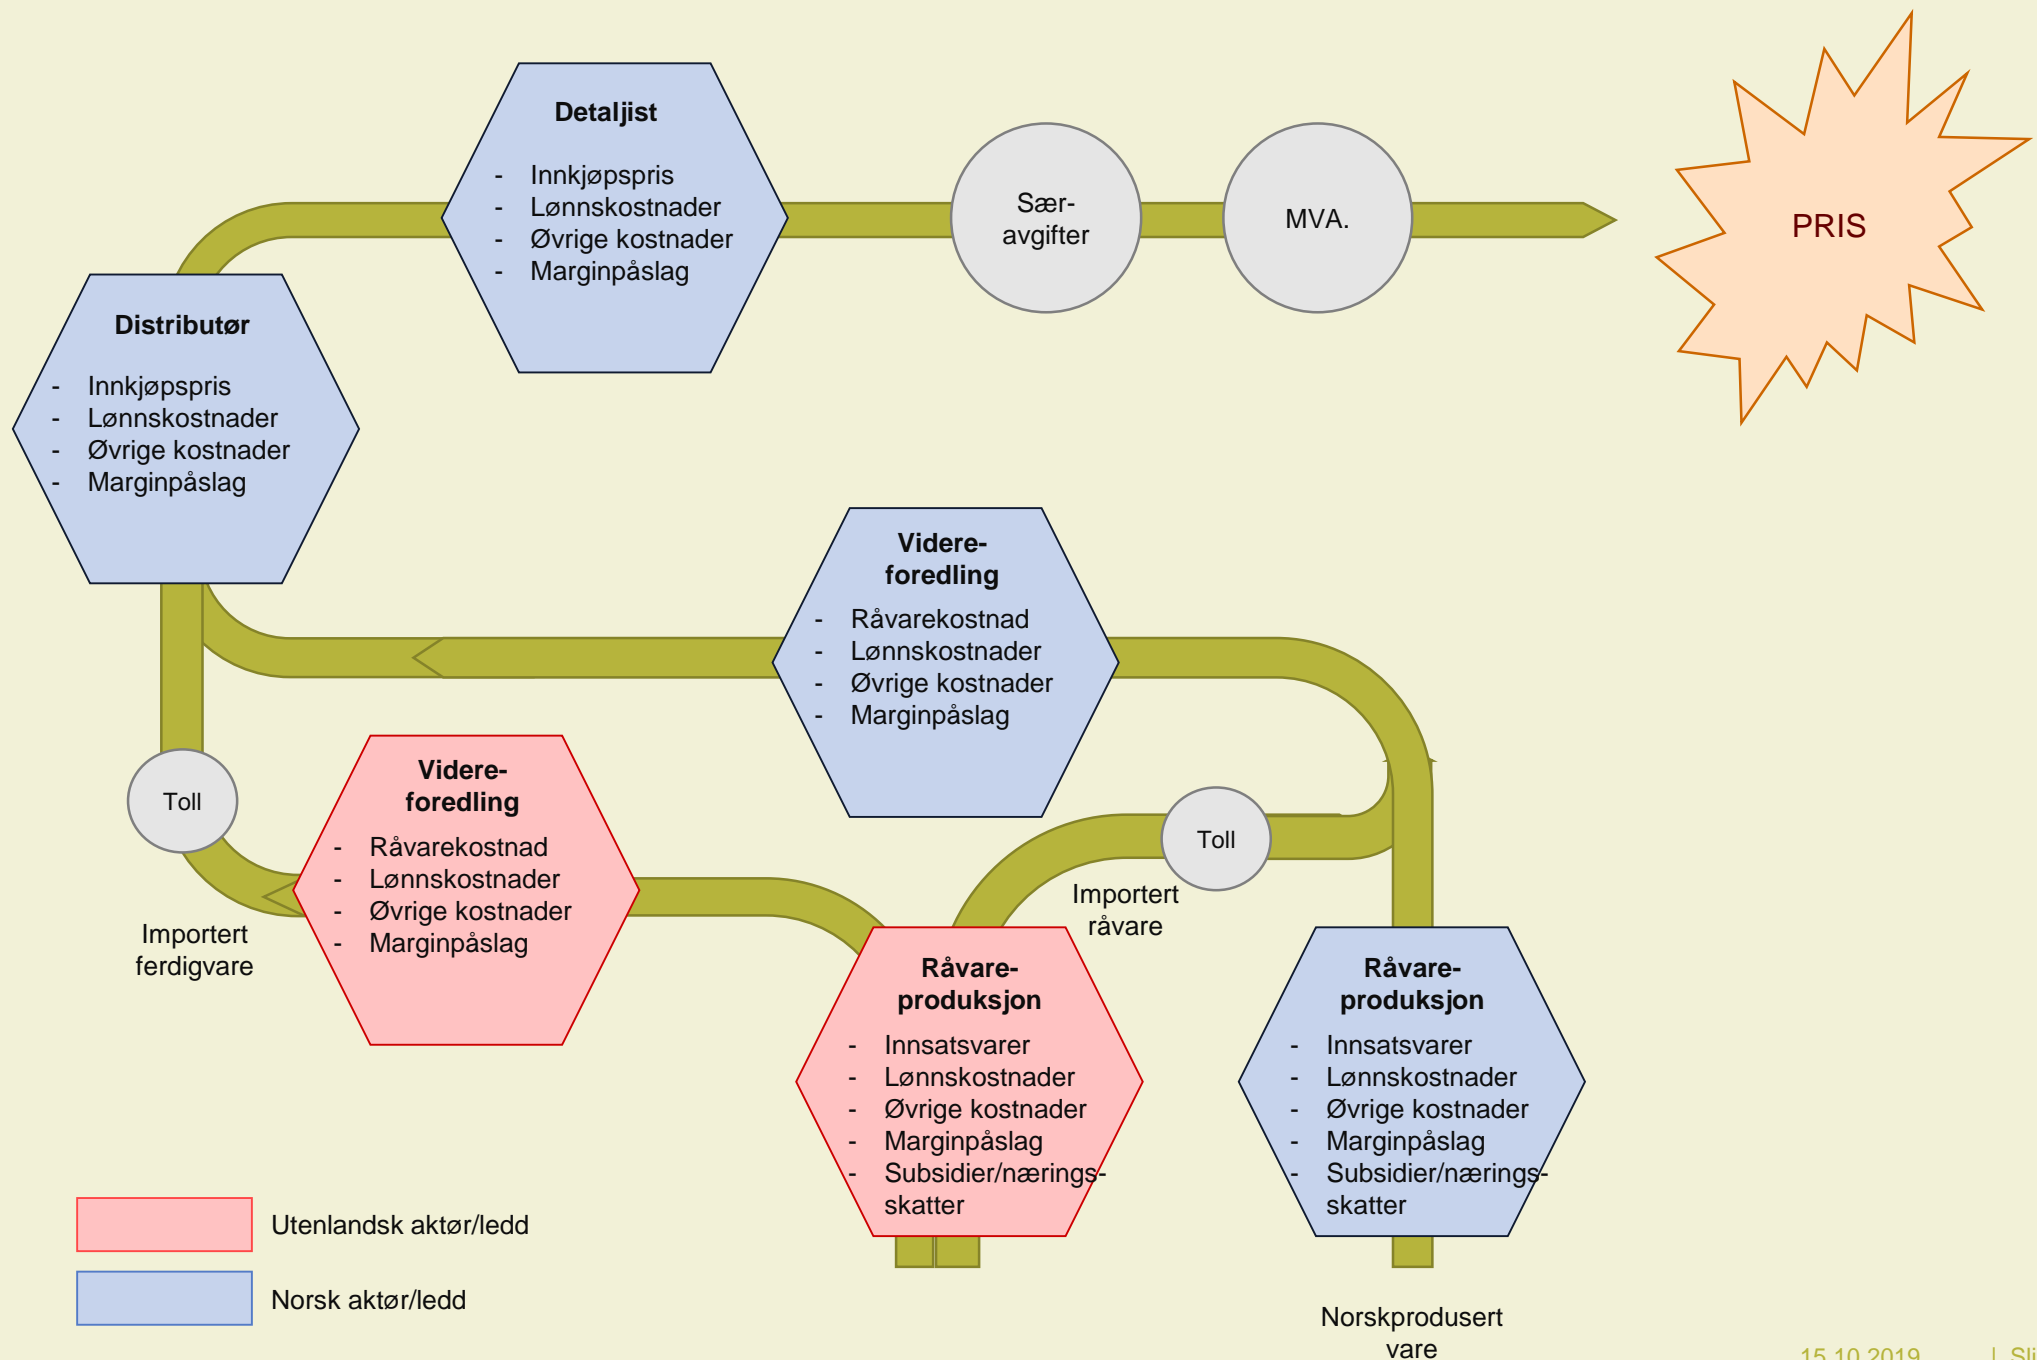 Detaljist
- Innkjøpspris
- Lønnskostnader
- Øvrige kostnader
- Marginpåslag
Sær-
avgifter
MVA.
PRIS
Distributør
- Innkjøpspris
- Lønnskostnader
- Øvrige kostnader
- Marginpåslag
Videre-
foredling
- Råvarekostnad
- Lønnskostnader
- Øvrige kostnader
- Marginpåslag
Toll
Videre-
foredling
- Råvarekostnad
- Lønnskostnader
- Øvrige kostnader
- Marginpåslag
Toll
Importert
råvare
Importert
ferdigvare
Råvare-
produksjon
- Innsatsvarer
- Lønnskostnader
- Øvrige kostnader
- Marginpåslag
- Subsidier/nærings-
skatter
Råvare-
produksjon
- Innsatsvarer
- Lønnskostnader
- Øvrige kostnader
- Marginpåslag
- Subsidier/nærings-
skatter
Utenlandsk aktør/ledd
Norsk aktør/ledd
Norskprodusert
vare
15.10.2019 |